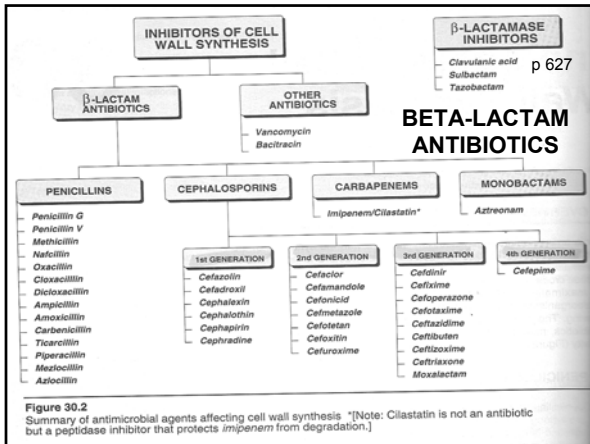 INHIBITORS OF CELL
WALL SYNTHESIS
β-LACTAMASE
INHIBITORS
Clavulanic acid
Sulbactam
Tazobactam
p 627
β-LACTAM
ANTIBIOTICS
OTHER
ANTIBIOTICS
Vancomycin
Bacitracin
BETA-LACTAM
ANTIBIOTICS
PENICILLINS
CEPHALOSPORINS
CARBAPENEMS
MONOBACTAMS
Penicillin G
Penicillin V
Methicillin
Nafcillin
Oxacillin
Cloxacilllin
Dicloxacillin
Ampicillin
Amoxicillin
Carbenicillin
Ticarcillin
Piperacillin
Mezlocillin
Azlocillin
Imipenem/Cilastatin*
Aztreonam
1st GENERATION
Cefazolin
Cefadroxil
Cephalexin
Cephalothin
Cephapirin
Cephradine
2nd GENERATION
Cefaclor
Cefamandole
Cefonicid
Cefmetazole
Cefotetan
Cefoxitin
Cefuroxime
3rd GENERATION
Cefdinir
Cefixime
Cefoperazone
Cefotaxime
Ceftazidime
Ceftibuten
Ceftizoxime
Ceftriaxone
Moxalactam
4th GENERATION
Cefepime
Figure 30.2
Summary of antimicrobial agents affecting cell wall synthesis *[Note: Cilastatin is not an antibiotic
but a peptidase inhibitor that protects imipenem from degradation.]